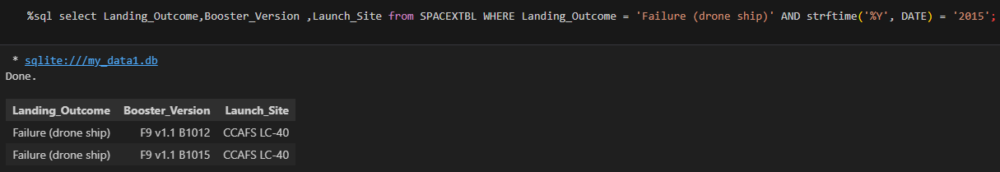 %sql select Landing_Outcome,Booster_Version ,Launch_Site from SPACEXTBL WHERE Landing_Outcome = 'Failure (drone ship)' AND strftime('%Y', DATE) = '2015';
* sqlite:///my_data1.db
Done.
Landing_Outcome Booster_Version Launch_Site
Failure (drone ship) F9 v1.1 B1012 CCAFS LC-40
Failure (drone ship) F9 v1.1 B1015 CCAFS LC-40